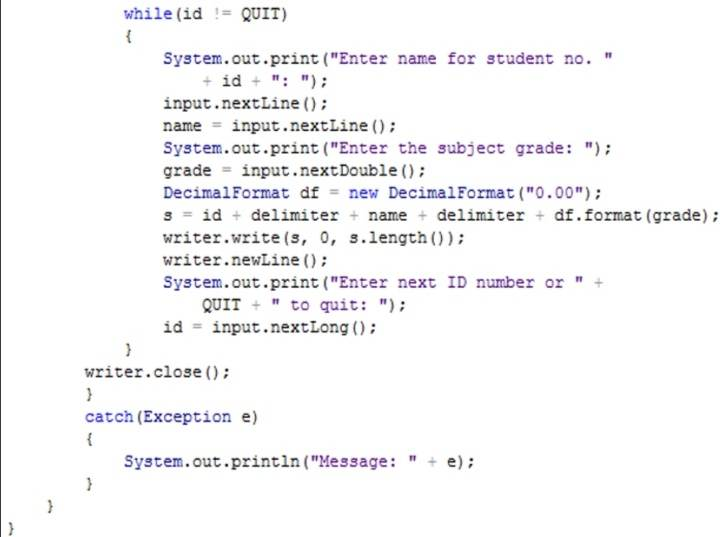 while(id != QUIT)
{
System.out.print("Enter name for student no. "
+ id + ": ");
input.nextLine();
name = input.nextLine();
System.out.print("Enter the subject grade: ");
grade = input.nextDouble();
DecimalFormat df = new DecimalFormat("0.00");
s = id + delimiter + name + delimiter + df.format(grade);
writer.write(s, 0, s.length());
writer.newLine();
System.out.print("Enter next ID number or " +
QUIT + " to quit: ");
id = input.nextLong();
}
writer.close();
}
catch(Exception e)
{
System.out.println("Message: " + e);
}
}
}